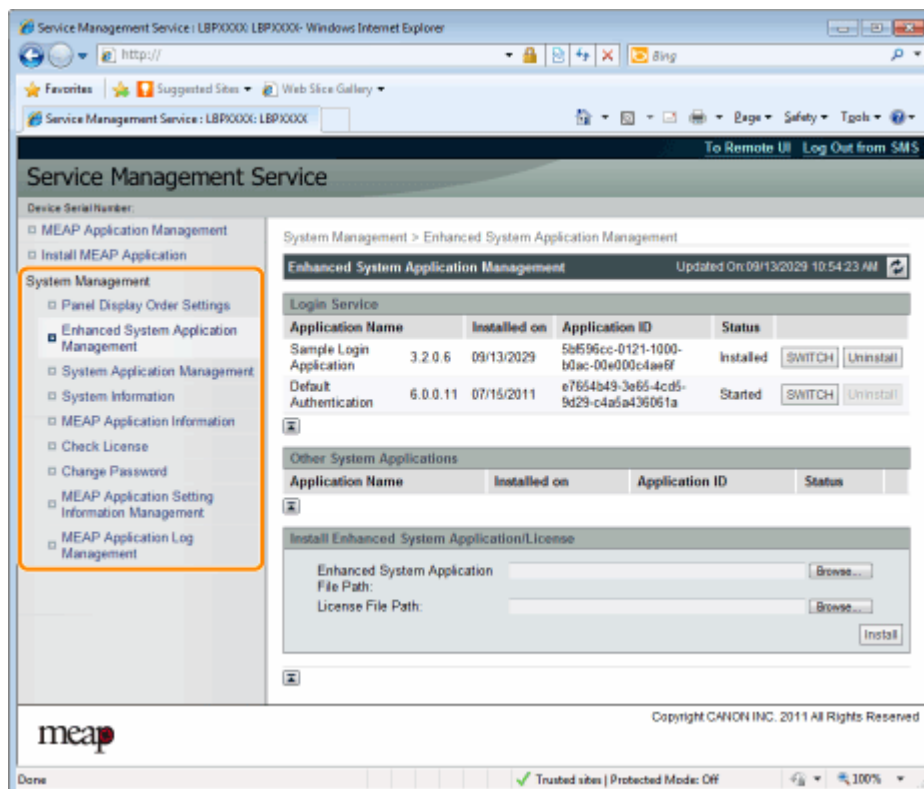 Service Management Service : LBPXXXX: LBPXXXX- Windows Internet Explorer
http://
Bing
Favorites
Suggested Sites
Web Slice Gallery
Service Management Service : LBPXXXX: LBPXXXX
Page
Safety
Tools
To Remote UI Log Out from SMS
Service Management Service
Device Serial Number:
MEAP Application Management
Install MEAP Application
System Management
Panel Display Order Settings
Enhanced System Application
Management
System Application Management
System Information
MEAP Application Information
Check License
Change Password
MEAP Application Setting
Information Management
MEAP Application Log
Management
System Management > Enhanced System Application Management
Enhanced System Application Management Updated On:09/13/2029 10:54:23 AM
Login Service
Application Name Installed on Application ID Status
Sample Login
Application 3.2.0.6 09/13/2029 5bf596cc-0121-1000-
b0ac-00e000c4ae6f Installed SWITCH Uninstall
Default
Authentication 6.0.0.11 07/15/2011 e7654b49-3e65-4cd5-
9d29-c4a5a436061a Started SWITCH Uninstall
Other System Applications
Application Name Installed on Application ID Status
Install Enhanced System Application/License
Enhanced System Application
File Path: Browse...
License File Path: Browse...
Install
Copyright CANON INC. 2011 All Rights Reserved
meap
Done Trusted sites | Protected Mode: Off 100%